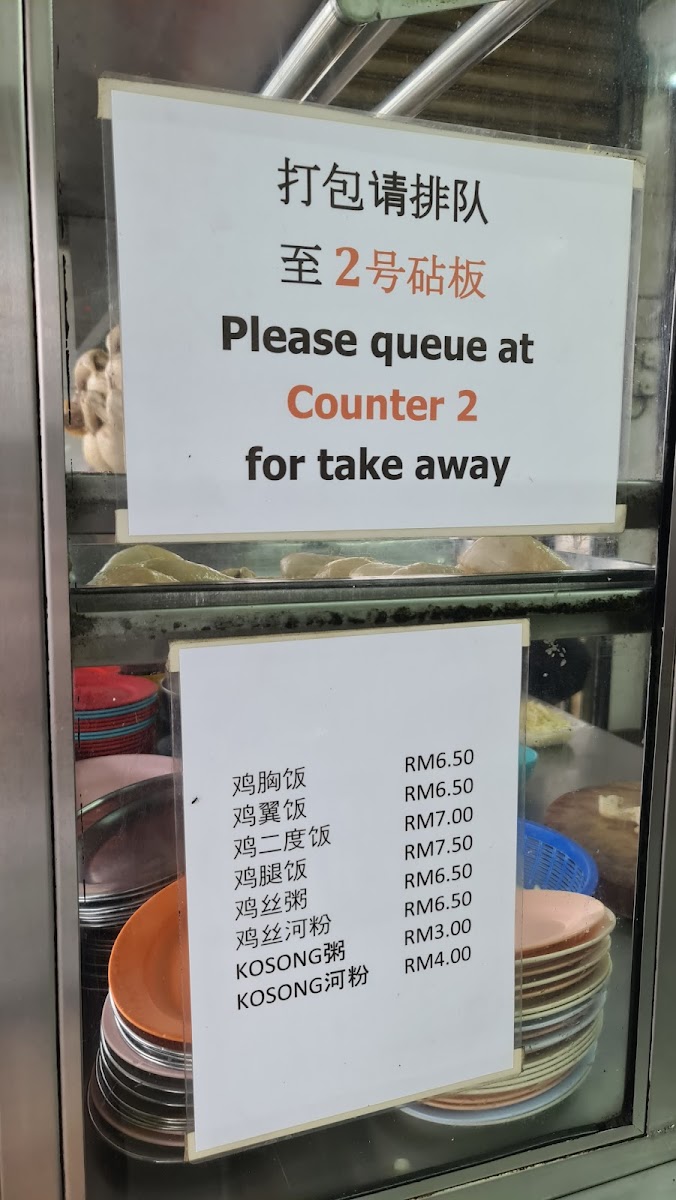 打包请排队
至 2号砧板
Please queue at
Counter 2
for take away
鸡胸饭 RM6.50
鸡翼饭 RM6.50
鸡二度饭 RM7.00
鸡腿饭 RM7.50
鸡丝粥 RM6.50
鸡丝河粉 RM6.50
KOSONG粥 RM3.00
KOSONG河粉 RM4.00